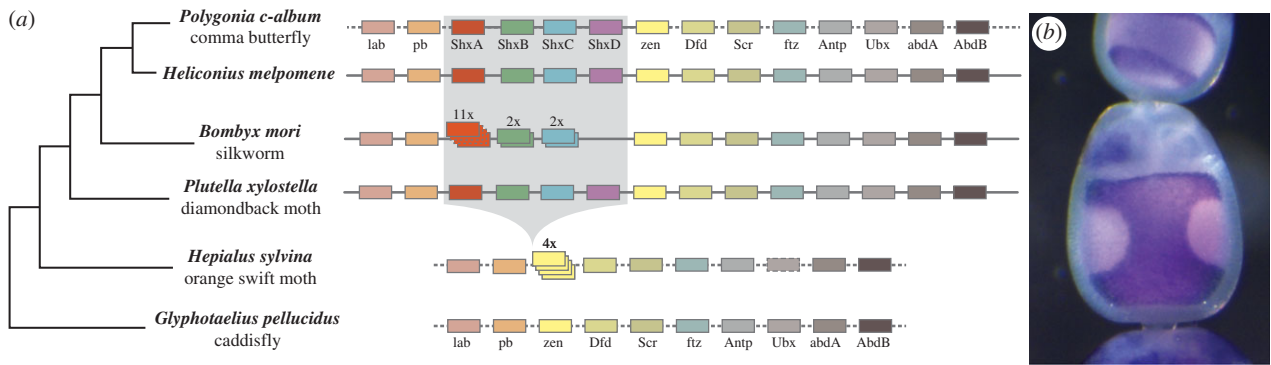 (a)
Polygonia c-album
comma butterfly
lab pb ShxA ShxB ShxC ShxD zen Dfd Scr ftz Antp Ubx abdA AbdB
Heliconius melpomene
11x 2x 2x
Bombyx mori
silkworm
Plutella xylostella
diamondback moth
4x
Hepialus sylvina
orange swift moth
Glyphotaelius pellucidus
caddisfly
lab pb zen Dfd Scr ftz Antp Ubx abdA AbdB
(b)